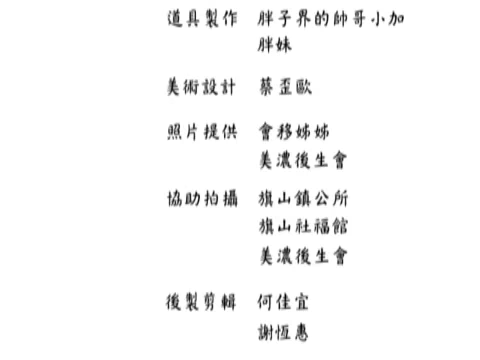 道具製作 胖子界的帥哥小加
胖妹
美術設計 蔡歪歐
照片提供 會移姊姊
美濃後生會
協助拍攝 旗山鎮公所
旗山社福館
美濃後生會
後製剪輯 何佳宜
謝恆惠